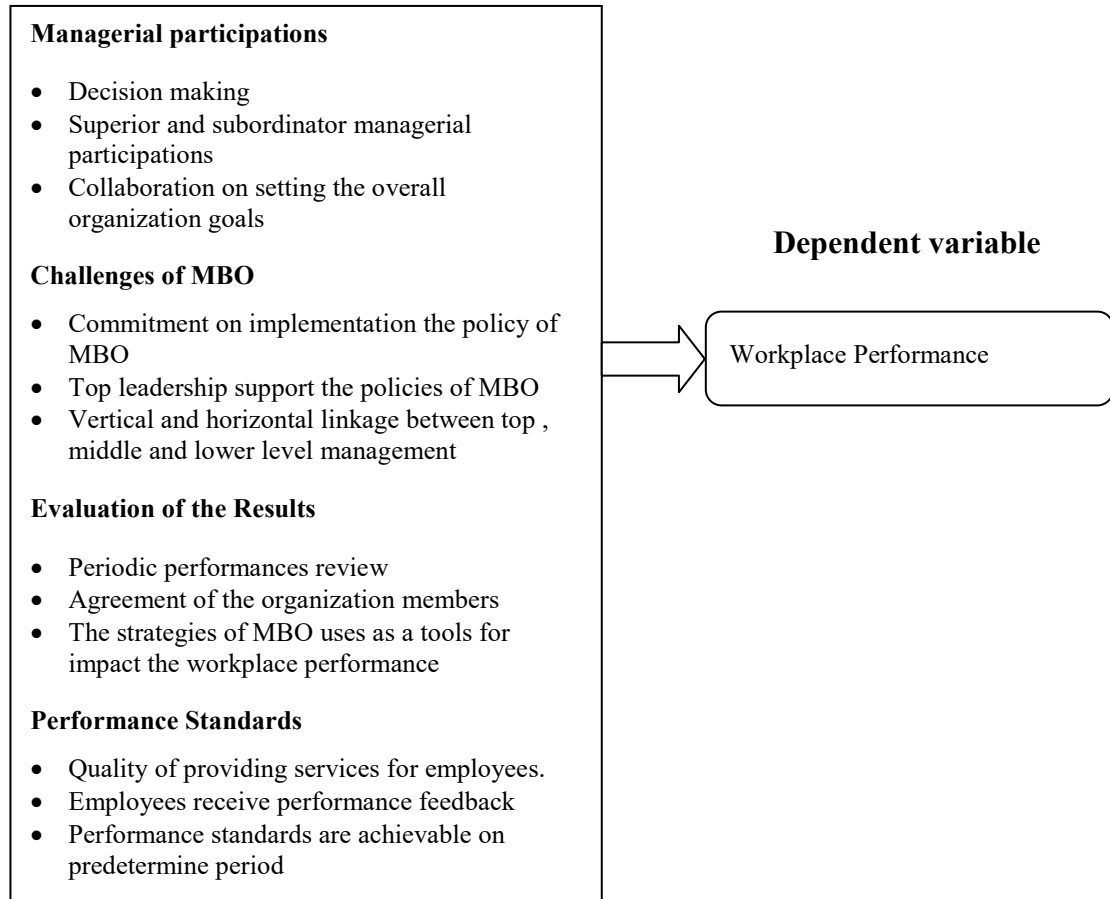 Managerial participations
• Decision making
• Superior and subordinator managerial
participations
• Collaboration on setting the overall
organization goals
Challenges of MBO
• Commitment on implementation the policy of
MBO
• Top leadership support the policies of MBO
• Vertical and horizontal linkage between top ,
middle and lower level management
Evaluation of the Results
• Periodic performances review
• Agreement of the organization members
• The strategies of MBO uses as a tools for
impact the workplace performance
Performance Standards
• Quality of providing services for employees.
• Employees receive performance feedback
• Performance standards are achievable on
predetermine period
Dependent variable
Workplace Performance